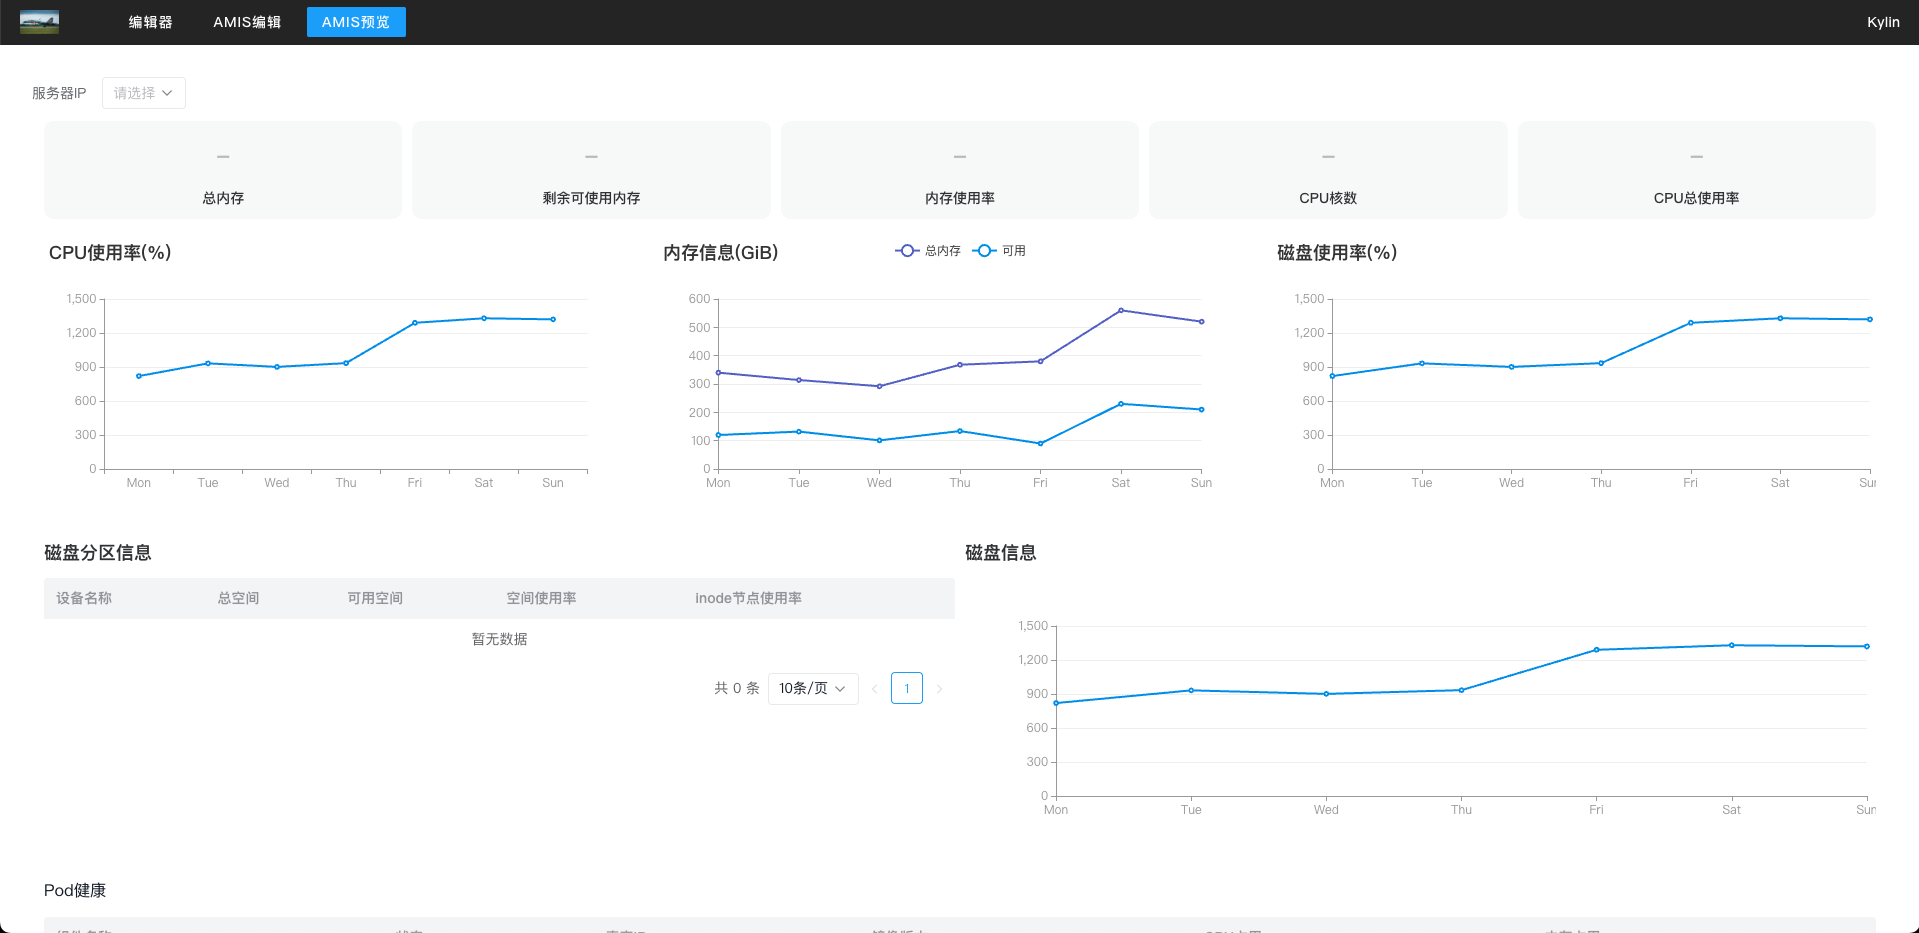 编辑器 AMIS编辑 AMIS预览 Kylin
服务器IP 请选择
– – – – –
总内存 剩余可使用内存 内存使用率 CPU核数 CPU总使用率
CPU使用率(%)
1,500
1,200
900
600
300
0
Mon Tue Wed Thu Fri Sat Sun
内存信息(GiB) 总内存 可用
600
500
400
300
200
100
0
Mon Tue Wed Thu Fri Sat Sun
磁盘使用率(%)
1,500
1,200
900
600
300
0
Mon Tue Wed Thu Fri Sat
磁盘分区信息
设备名称 总空间 可用空间 空间使用率 inode节点使用率
暂无数据
共 0 条 10条/页 1
磁盘信息
1,500
1,200
900
600
300
0
Mon Tue Wed Thu Fri Sat Sun
Pod健康